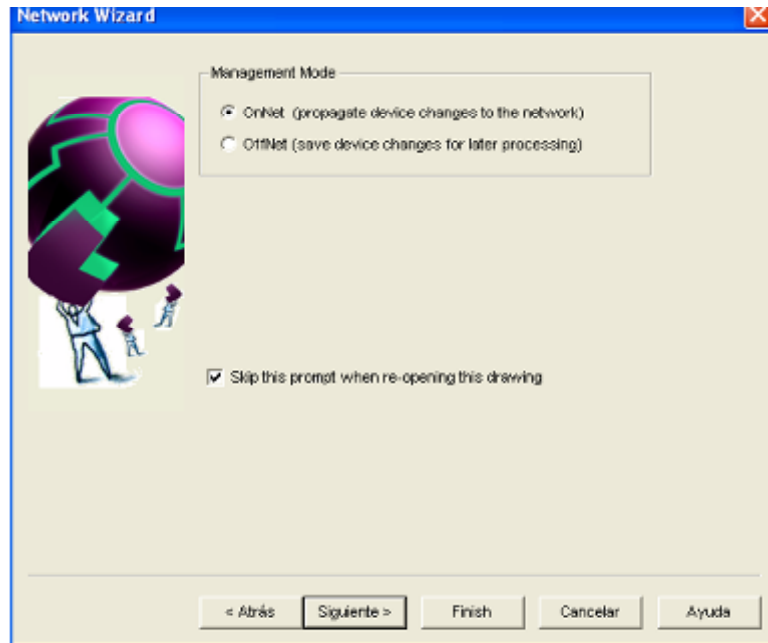 Network Wizard
Management Mode
OnNet (propagate device changes to the network)
OffNet (save device changes for later processing)
Skip this prompt when re-opening this drawing
< Atrás Siguiente > Finish Cancelar Ayuda